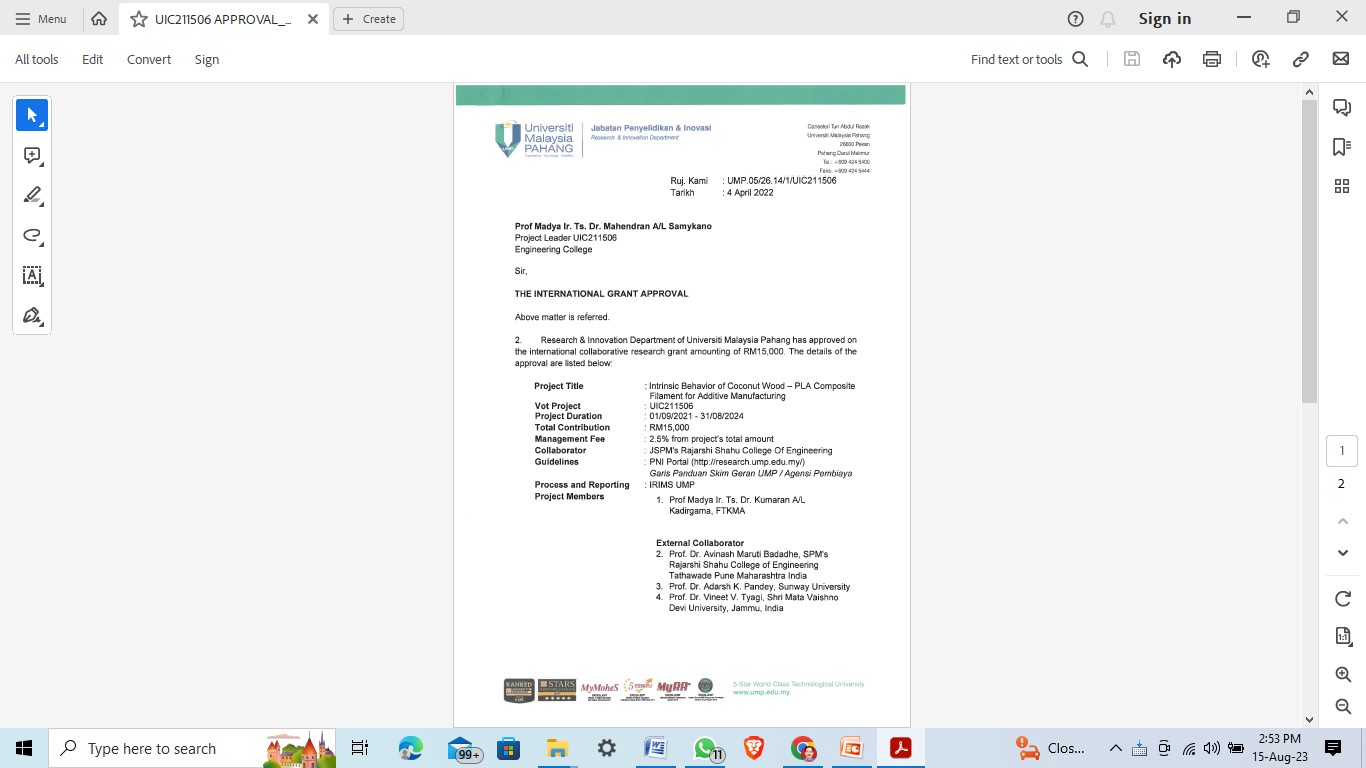 Menu
UIC211506 APPROVAL_...
Create
Sign in
All tools
Edit
Convert
Sign
Find text or tools
Universiti
Malaysia
PAHANG
Engineering • Technology • Creativity
Jabatan Penyelidikan & Inovasi
Research & Innovation Department
Canseleri Tun Abdul Razak
Universiti Malaysia Pahang
26600 Pekan
Pahang Darul Makmur
Tel.: +609 424 5400
Faks: +609 424 5444
Ruj. Kami : UMP.05/26.14/1/UIC211506
Tarikh : 4 April 2022
Prof Madya Ir. Ts. Dr. Mahendran A/L Samykano
Project Leader UIC211506
Engineering College
Sir,
THE INTERNATIONAL GRANT APPROVAL
Above matter is referred.
2. Research & Innovation Department of Universiti Malaysia Pahang has approved on
the international collaborative research grant amounting of RM15,000. The details of the
approval are listed below:
Project Title : Intrinsic Behavior of Coconut Wood – PLA Composite
Filament for Additive Manufacturing
Vot Project : UIC211506
Project Duration : 01/09/2021 - 31/08/2024
Total Contribution : RM15,000
Management Fee : 2.5% from project's total amount
Collaborator : JSPM's Rajarshi Shahu College Of Engineering
Guidelines : PNI Portal (http://research.ump.edu.my/)
Garis Panduan Skim Geran UMP / Agensi Pembiaya
Process and Reporting : IRIMS UMP
Project Members
1. Prof Madya Ir. Ts. Dr. Kumaran A/L
Kadirgama, FTKMA
External Collaborator
2. Prof. Dr. Avinash Maruti Badadhe, SPM's
Rajarshi Shahu College of Engineering
Tathawade Pune Maharashtra India
3. Prof. Dr. Adarsh K. Pandey, Sunway University
4. Prof. Dr. Vineet V. Tyagi, Shri Mata Vaishno
Devi University, Jammu, India
RANKED
STARS
MyMoheS
MyRA
5-Star World Class Technological University
www.ump.edu.my
1
2
1:1
Type here to search
99+
11
Clos...
2:53 PM
15-Aug-23